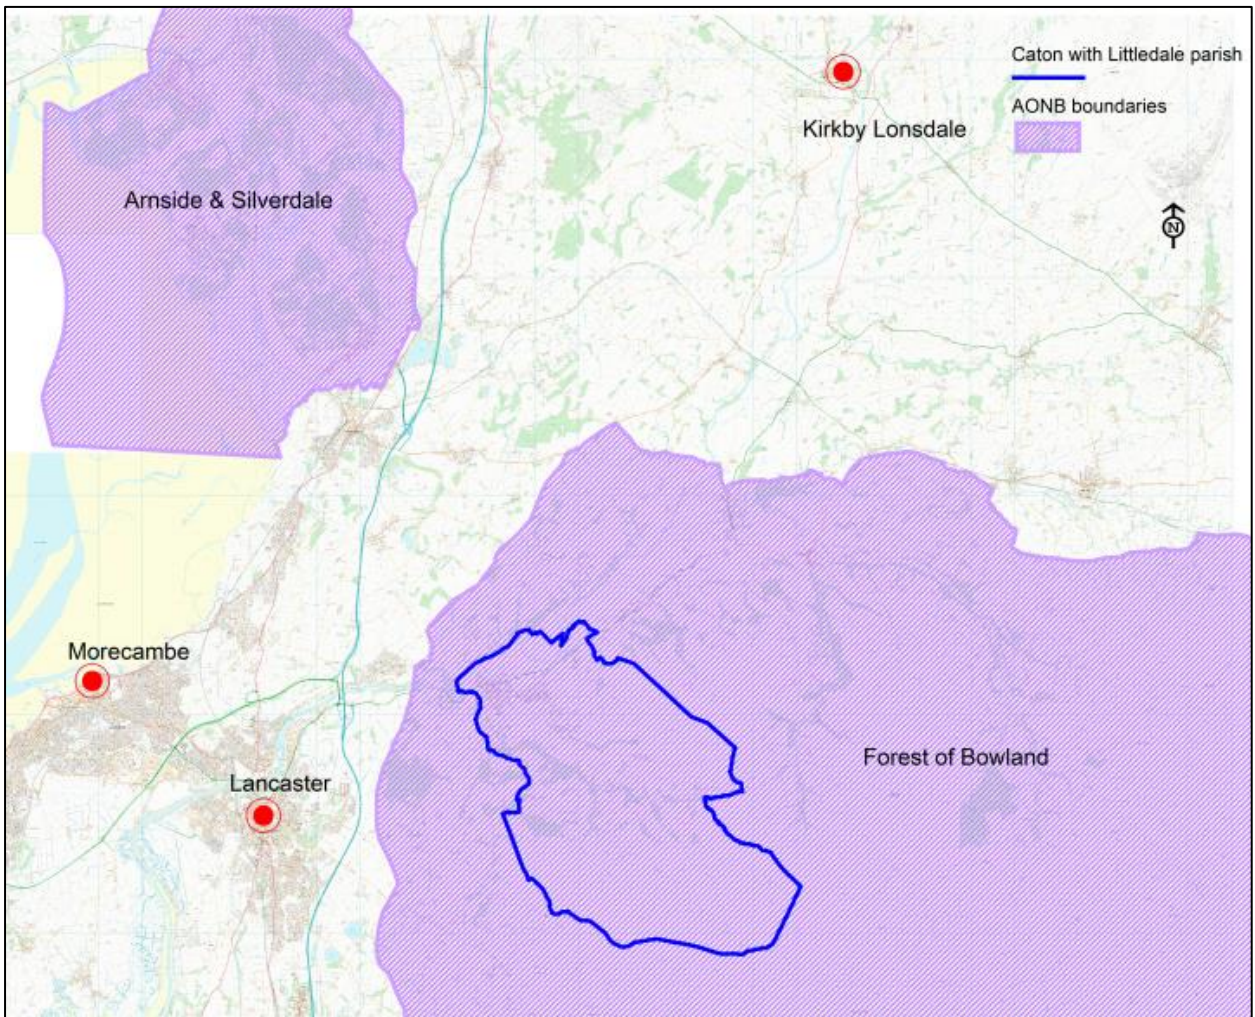 Caton with Littledale parish
AONB boundaries
Kirkby Lonsdale
Arnside & Silverdale
N
Morecambe
Forest of Bowland
Lancaster